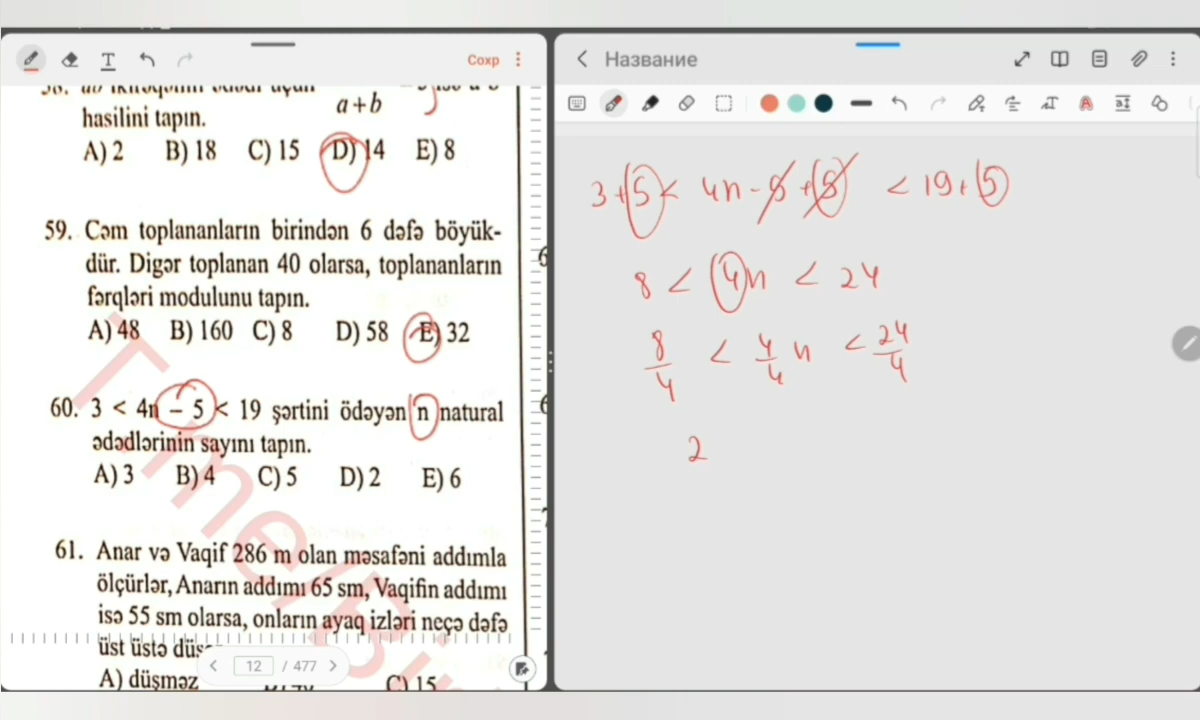 Сохр
hasilini tapın.
a + b
A) 2 B) 18 C) 15 D) 14 E) 8
59. Cəm toplananların birindən 6 dəfə böyük-
dür. Digər toplanan 40 olarsa, toplananların
fərqləri modulunu tapın.
A) 48 B) 160 C) 8 D) 58 E) 32
60. 3 < 4n – 5 < 19 şərtini ödəyən n natural
ədədlərinin sayını tapın.
A) 3 B) 4 C) 5 D) 2 E) 6
61. Anar və Vaqif 286 m olan məsafəni addımla
ölçürlər, Anarın addımı 65 sm, Vaqifin addımı
isə 55 sm olarsa, onların ayaq izləri neçə dəfə
üst üstə
A) düşməz C) 15
12 / 477
Название
3 + 5 < 4n - 5 + 5 < 19 + 5
8 < 4n < 24
8/4 < 4/4 n < 24/4
2